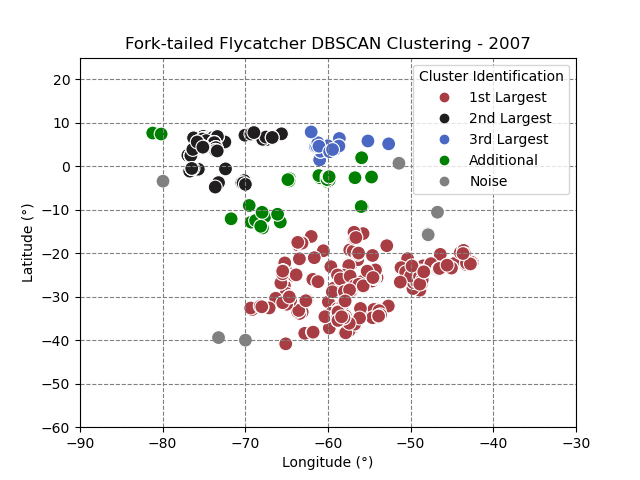 Fork-tailed Flycatcher DBSCAN Clustering - 2007
Cluster Identification
1st Largest
2nd Largest
3rd Largest
Additional
Noise
20
10
0
−10
−20
−30
−40
−50
−60
Latitude (°)
−90
−80
−70
−60
−50
−40
−30
Longitude (°)